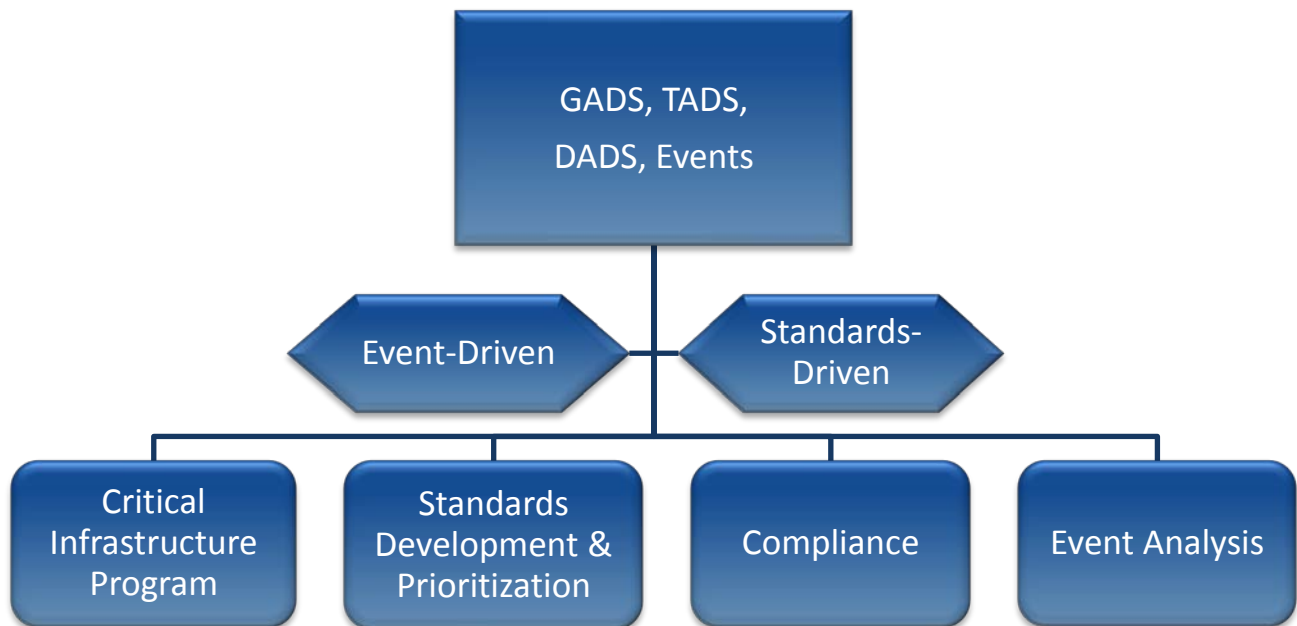 GADS, TADS,
DADS, Events
Event-Driven
Standards-
Driven
Critical
Infrastructure
Program
Standards
Development &
Prioritization
Compliance
Event Analysis